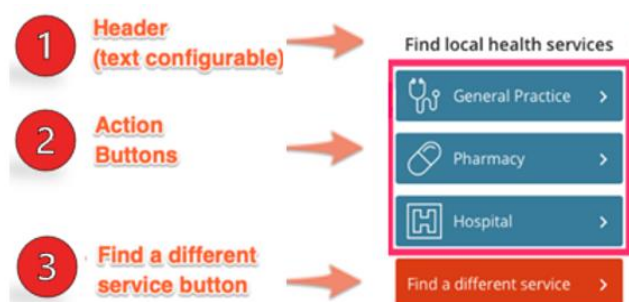 1
Header
(text configurable)
Find local health services
General Practice
2
Action
Buttons
Pharmacy
Hospital
3
Find a different
service button
Find a different service